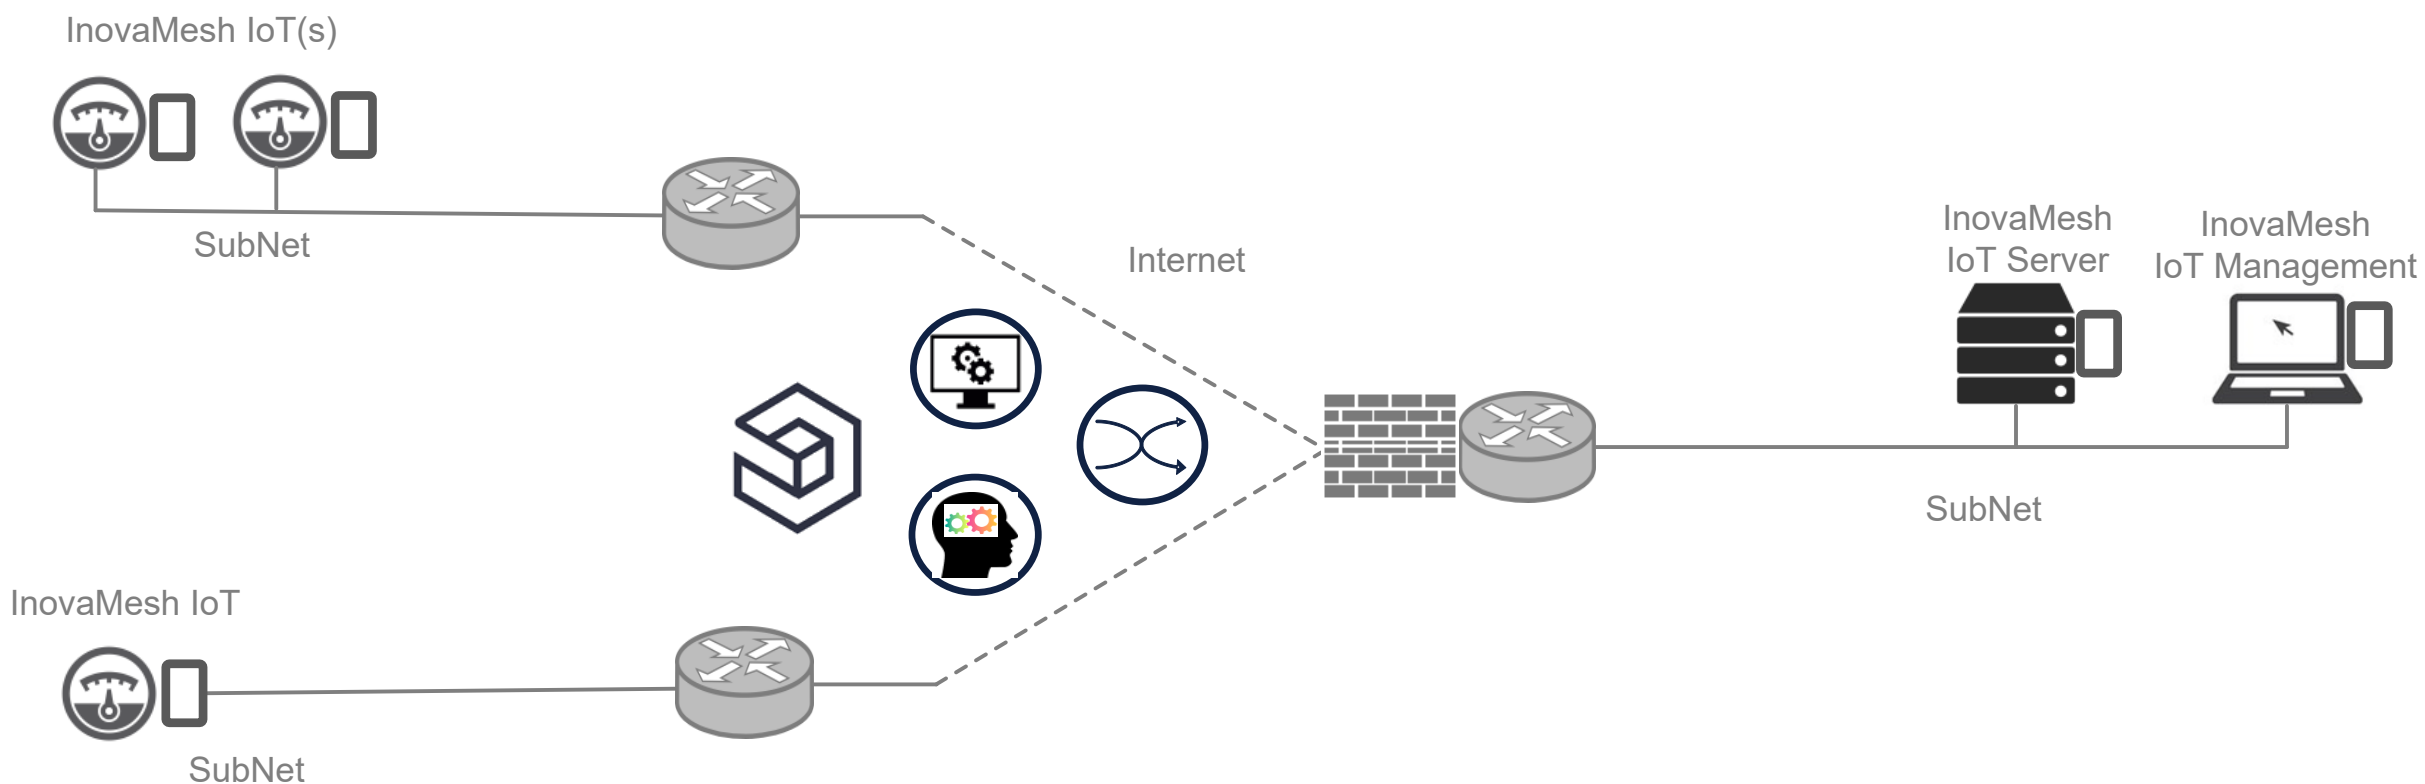 InovaMesh IoT(s)
SubNet
Internet
InovaMesh
IoT Server
InovaMesh
IoT Management
SubNet
InovaMesh IoT
SubNet